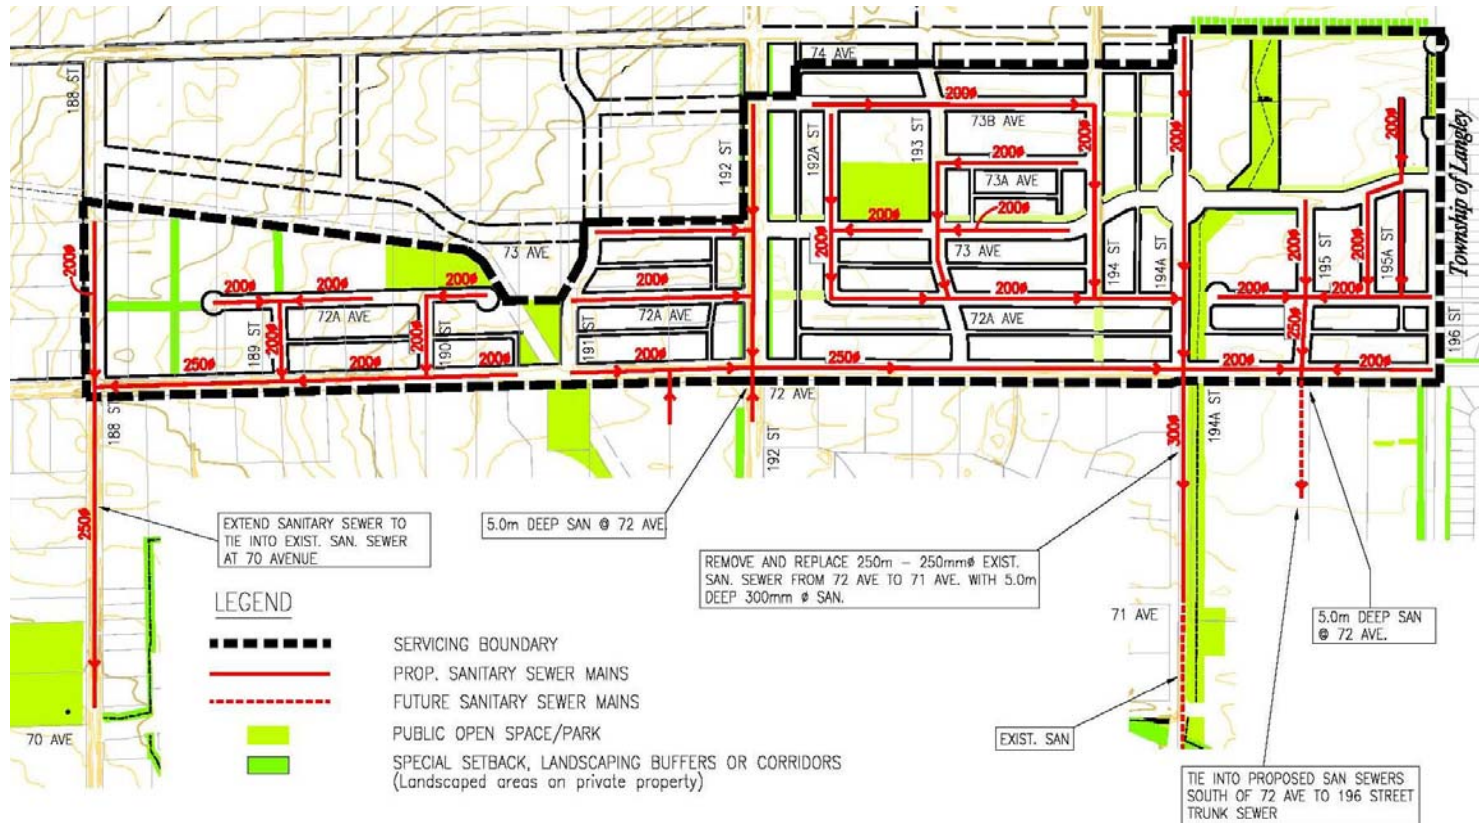 74 AVE
188 ST
200ø
73B AVE
192A ST
193 ST
192 ST
200ø
200ø
200ø
200ø
Township of Langley
73A AVE
200ø
200ø
73 AVE
73 AVE
200ø
200ø
194 ST
194A ST
200ø
195 ST
200ø
195A ST
200ø
200ø
200ø
200ø
200ø
200ø
200ø
200ø
72A AVE
72A AVE
72A AVE
250ø
196 ST
189 ST
200ø
200ø
190 ST
191 ST
250ø
200ø
200ø
200ø
250ø
200ø
200ø
72 AVE
188 ST
192 ST
194A ST
300ø
250ø
EXTEND SANITARY SEWER TO
TIE INTO EXIST. SAN. SEWER
AT 70 AVENUE
5.0m DEEP SAN @ 72 AVE
REMOVE AND REPLACE 250m - 250mmø EXIST.
SAN. SEWER FROM 72 AVE TO 71 AVE. WITH 5.0m
DEEP 300mm ø SAN.
71 AVE
5.0m DEEP SAN
@ 72 AVE.
LEGEND
SERVICING BOUNDARY
PROP. SANITARY SEWER MAINS
FUTURE SANITARY SEWER MAINS
PUBLIC OPEN SPACE/PARK
SPECIAL SETBACK, LANDSCAPING BUFFERS OR CORRIDORS
(Landscaped areas on private property)
70 AVE
EXIST. SAN
TIE INTO PROPOSED SAN SEWERS
SOUTH OF 72 AVE TO 196 STREET
TRUNK SEWER